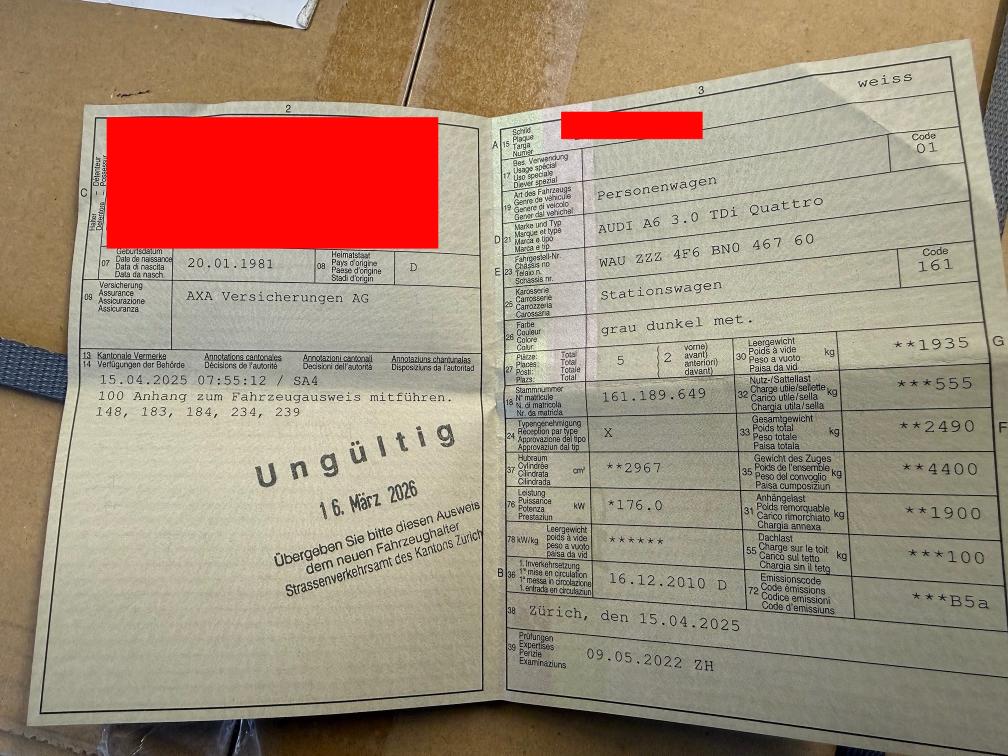 2
C
Détenteur
Possessur
Halter
Detentore
07 Geburtsdatum
Date de naissance
Data di nascita
Data da nasch.
20.01.1981
08 Heimatstaat
Pays d'origine
Paese d'origine
Stadi d'origin
D
09 Versicherung
Assurance
Assicurazione
Assicuranza
AXA Versicherungen AG
13 Kantonale Vermerke Annotations cantonales Annotazioni cantonali Annotaziuns chantunalas
14 Verfügungen der Behörde Décisions de l'autorité Decisioni dell'autorità Disposiziuns da l'autoritad
15.04.2025 07:55:12 / SA4
100 Anhang zum Fahrzeugausweis mitführen.
148, 183, 184, 234, 239
Ungültig
16. März 2026
Übergeben Sie bitte diesen Ausweis
dem neuen Fahrzeughalter
Strassenverkehrsamt des Kantons Zürich
3
weiss
A 15 Schild
Plaque
Targa
Numer
17 Bes. Verwendung
Usage spécial
Uso speciale
Diever spezial
Code
01
19 Art des Fahrzeugs
Genre de véhicule
Genere di veicolo
Gener dal vehichel
Personenwagen
D 21 Marke und Typ
Marque et type
Marca e tipo
Marca e tip
AUDI A6 3.0 TDi Quattro
E 23 Fahrgestell-Nr.
Châssis no
Telaio n.
Schassis nr.
WAU ZZZ 4F6 BN0 467 60
25 Karosserie
Carrosserie
Carrozzeria
Carossaria
Stationswagen
Code
161
26 Farbe
Couleur
Colore
Colur
grau dunkel met.
27 Plätze: Total
Places: Total
Posti: Totale
Plazs: Total
5
(2 vorne)
avant)
anteriori)
davant)
30 Leergewicht
Poids à vide
Peso a vuoto
Paisa da vid
kg
**1935
G
18 Stammnummer
N° matricule
N. di matricola
Nr. da matricla
161.189.649
32 Nutz-/Sattellast
Charge utile/sellette
Carico utile/sella
Chargia utila/sella
kg
***555
24 Typengenehmigung
Réception par type
Approvazione del tipo
Approvaziun dal tip
X
33 Gesamtgewicht
Poids total
Peso totale
Paisa totala
kg
**2490
F
37 Hubraum
Cylindrée
Cilindrata
Cilindrada
cm³
**2967
35 Gewicht des Zuges
Poids de l'ensemble
Peso del convoglio
Paisa cumposiziun
kg
**4400
76 Leistung
Puissance
Potenza
Prestaziun
kW
*176.0
31 Anhängelast
Poids remorquable
Carico rimorchiato
Chargia annexa
kg
**1900
78 kW/kg Leergewicht
poids à vide
peso a vuoto
paisa da vid
******
55 Dachlast
Charge sur le toit
Carico sul tetto
Chargia sin il tetg
kg
***100
B 36 1. Inverkehrsetzung
1re mise en circulation
1a messa in circolazione
1. entrada en circulaziun
16.12.2010 D
72 Emissionscode
Code émissions
Codice emissioni
Code d'emissiuns
***B5a
38 Zürich, den 15.04.2025
39 Prüfungen
Expertises
Perizie
Examinaziuns
09.05.2022 ZH